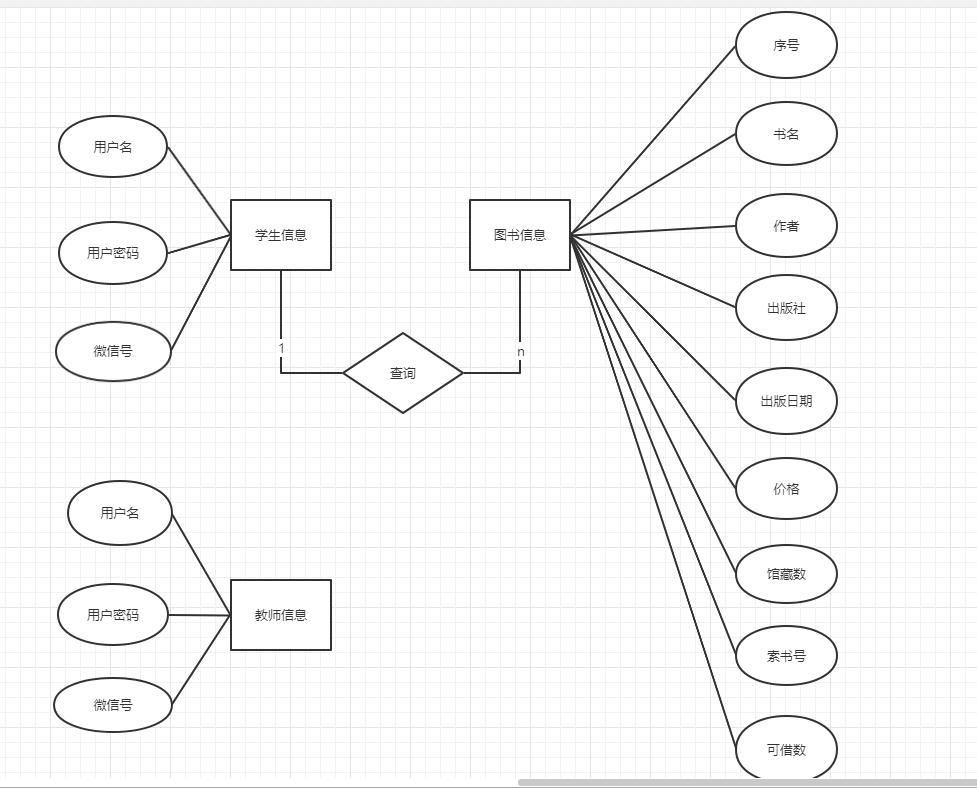 序号
书名
用户名
作者
学生信息
图书信息
用户密码
出版社
微信号
1
n
查询
出版日期
价格
用户名
馆藏数
用户密码
教师信息
索书号
微信号
可借数